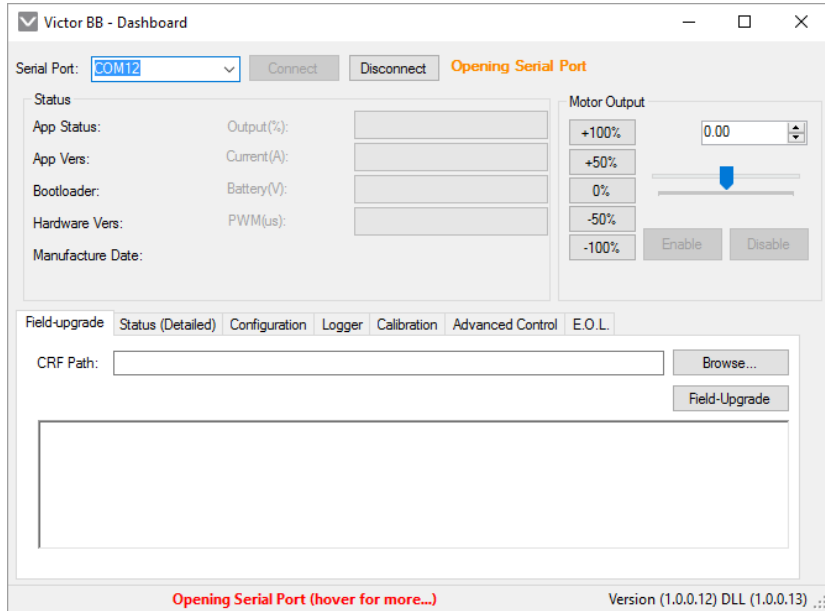 Victor BB - Dashboard
Serial Port: COM12 Connect Disconnect Opening Serial Port
Status
App Status: Output(%):
App Vers: Current(A):
Bootloader: Battery(V):
Hardware Vers: PWM(us):
Manufacture Date:
Motor Output
+100% 0.00
+50%
0%
-50%
-100% Enable Disable
Field-upgrade Status (Detailed) Configuration Logger Calibration Advanced Control E.O.L.
CRF Path: Browse...
Field-Upgrade
Opening Serial Port (hover for more...) Version (1.0.0.12) DLL (1.0.0.13)